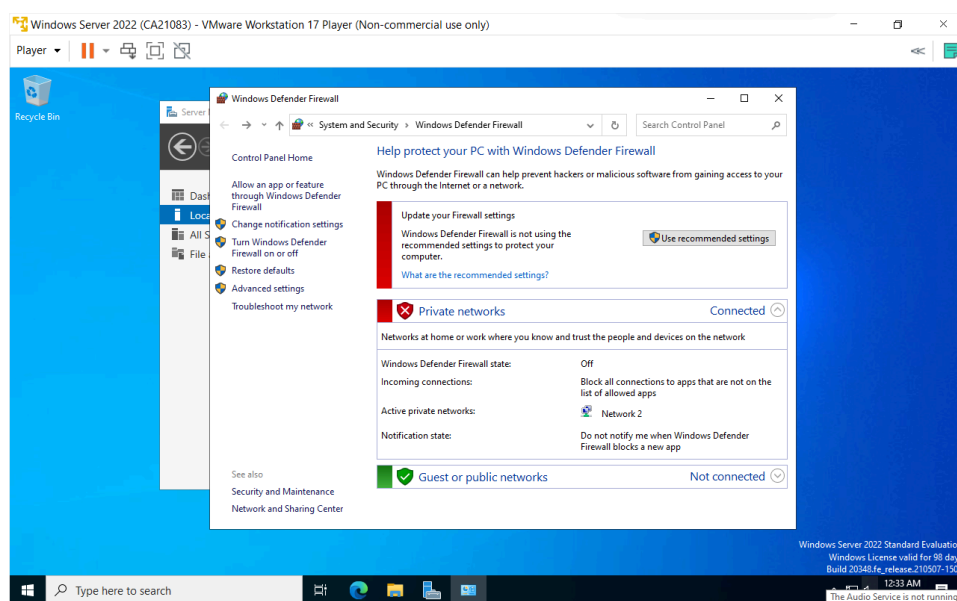 Windows Server 2022 (CA21083) - VMware Workstation 17 Player (Non-commercial use only)
Player
Recycle Bin
Server
Dash
Loca
All S
File
Windows Defender Firewall
System and Security › Windows Defender Firewall
Search Control Panel
Control Panel Home
Allow an app or feature
through Windows Defender
Firewall
Change notification settings
Turn Windows Defender
Firewall on or off
Restore defaults
Advanced settings
Troubleshoot my network
See also
Security and Maintenance
Network and Sharing Center
Help protect your PC with Windows Defender Firewall
Windows Defender Firewall can help prevent hackers or malicious software from gaining access to your
PC through the Internet or a network.
Update your Firewall settings
Windows Defender Firewall is not using the
recommended settings to protect your
computer.
What are the recommended settings?
Use recommended settings
Private networks Connected
Networks at home or work where you know and trust the people and devices on the network
Windows Defender Firewall state: Off
Incoming connections: Block all connections to apps that are not on the
list of allowed apps
Active private networks: Network 2
Notification state: Do not notify me when Windows Defender
Firewall blocks a new app
Guest or public networks Not connected
Windows Server 2022 Standard Evaluatio
Windows License valid for 98 day
Build 20348.fe_release.210507-150
Type here to search
12:33 AM
The Audio Service is not running